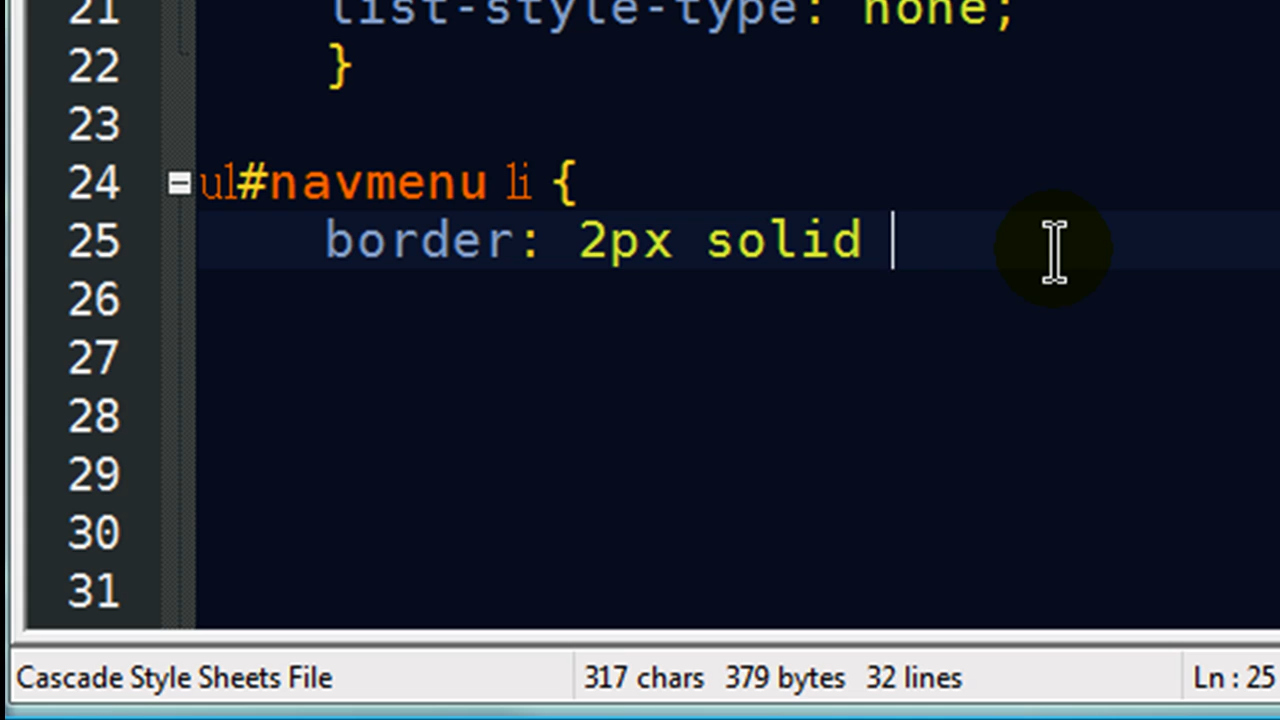 21 list-style-type: none;
22 }
23
24 ul#navmenu li {
25 border: 2px solid
26
27
28
29
30
31
Cascade Style Sheets File 317 chars 379 bytes 32 lines Ln : 25